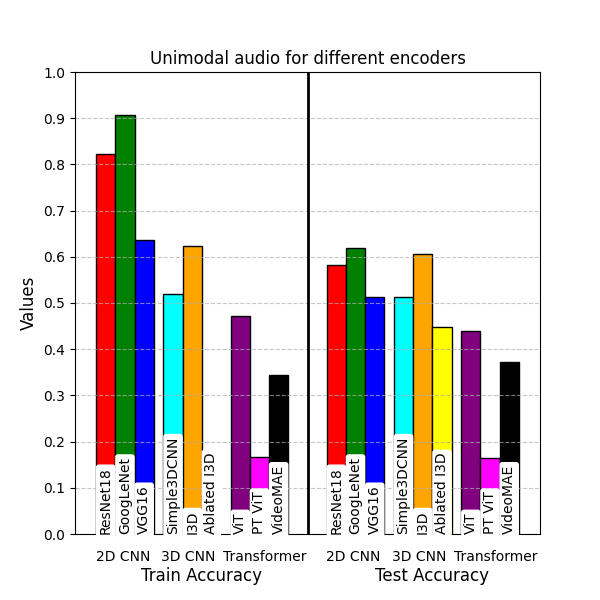 Unimodal audio for different encoders
Values
1.0
0.9
0.8
0.7
0.6
0.5
0.4
0.3
0.2
0.1
0.0
ResNet18
GoogLeNet
VGG16
Simple3DCNN
I3D
Ablated I3D
ViT
PT ViT
VideoMAE
ResNet18
GoogLeNet
VGG16
Simple3DCNN
I3D
Ablated I3D
ViT
PT ViT
VideoMAE
2D CNN 3D CNN Transformer 2D CNN 3D CNN Transformer
Train Accuracy Test Accuracy